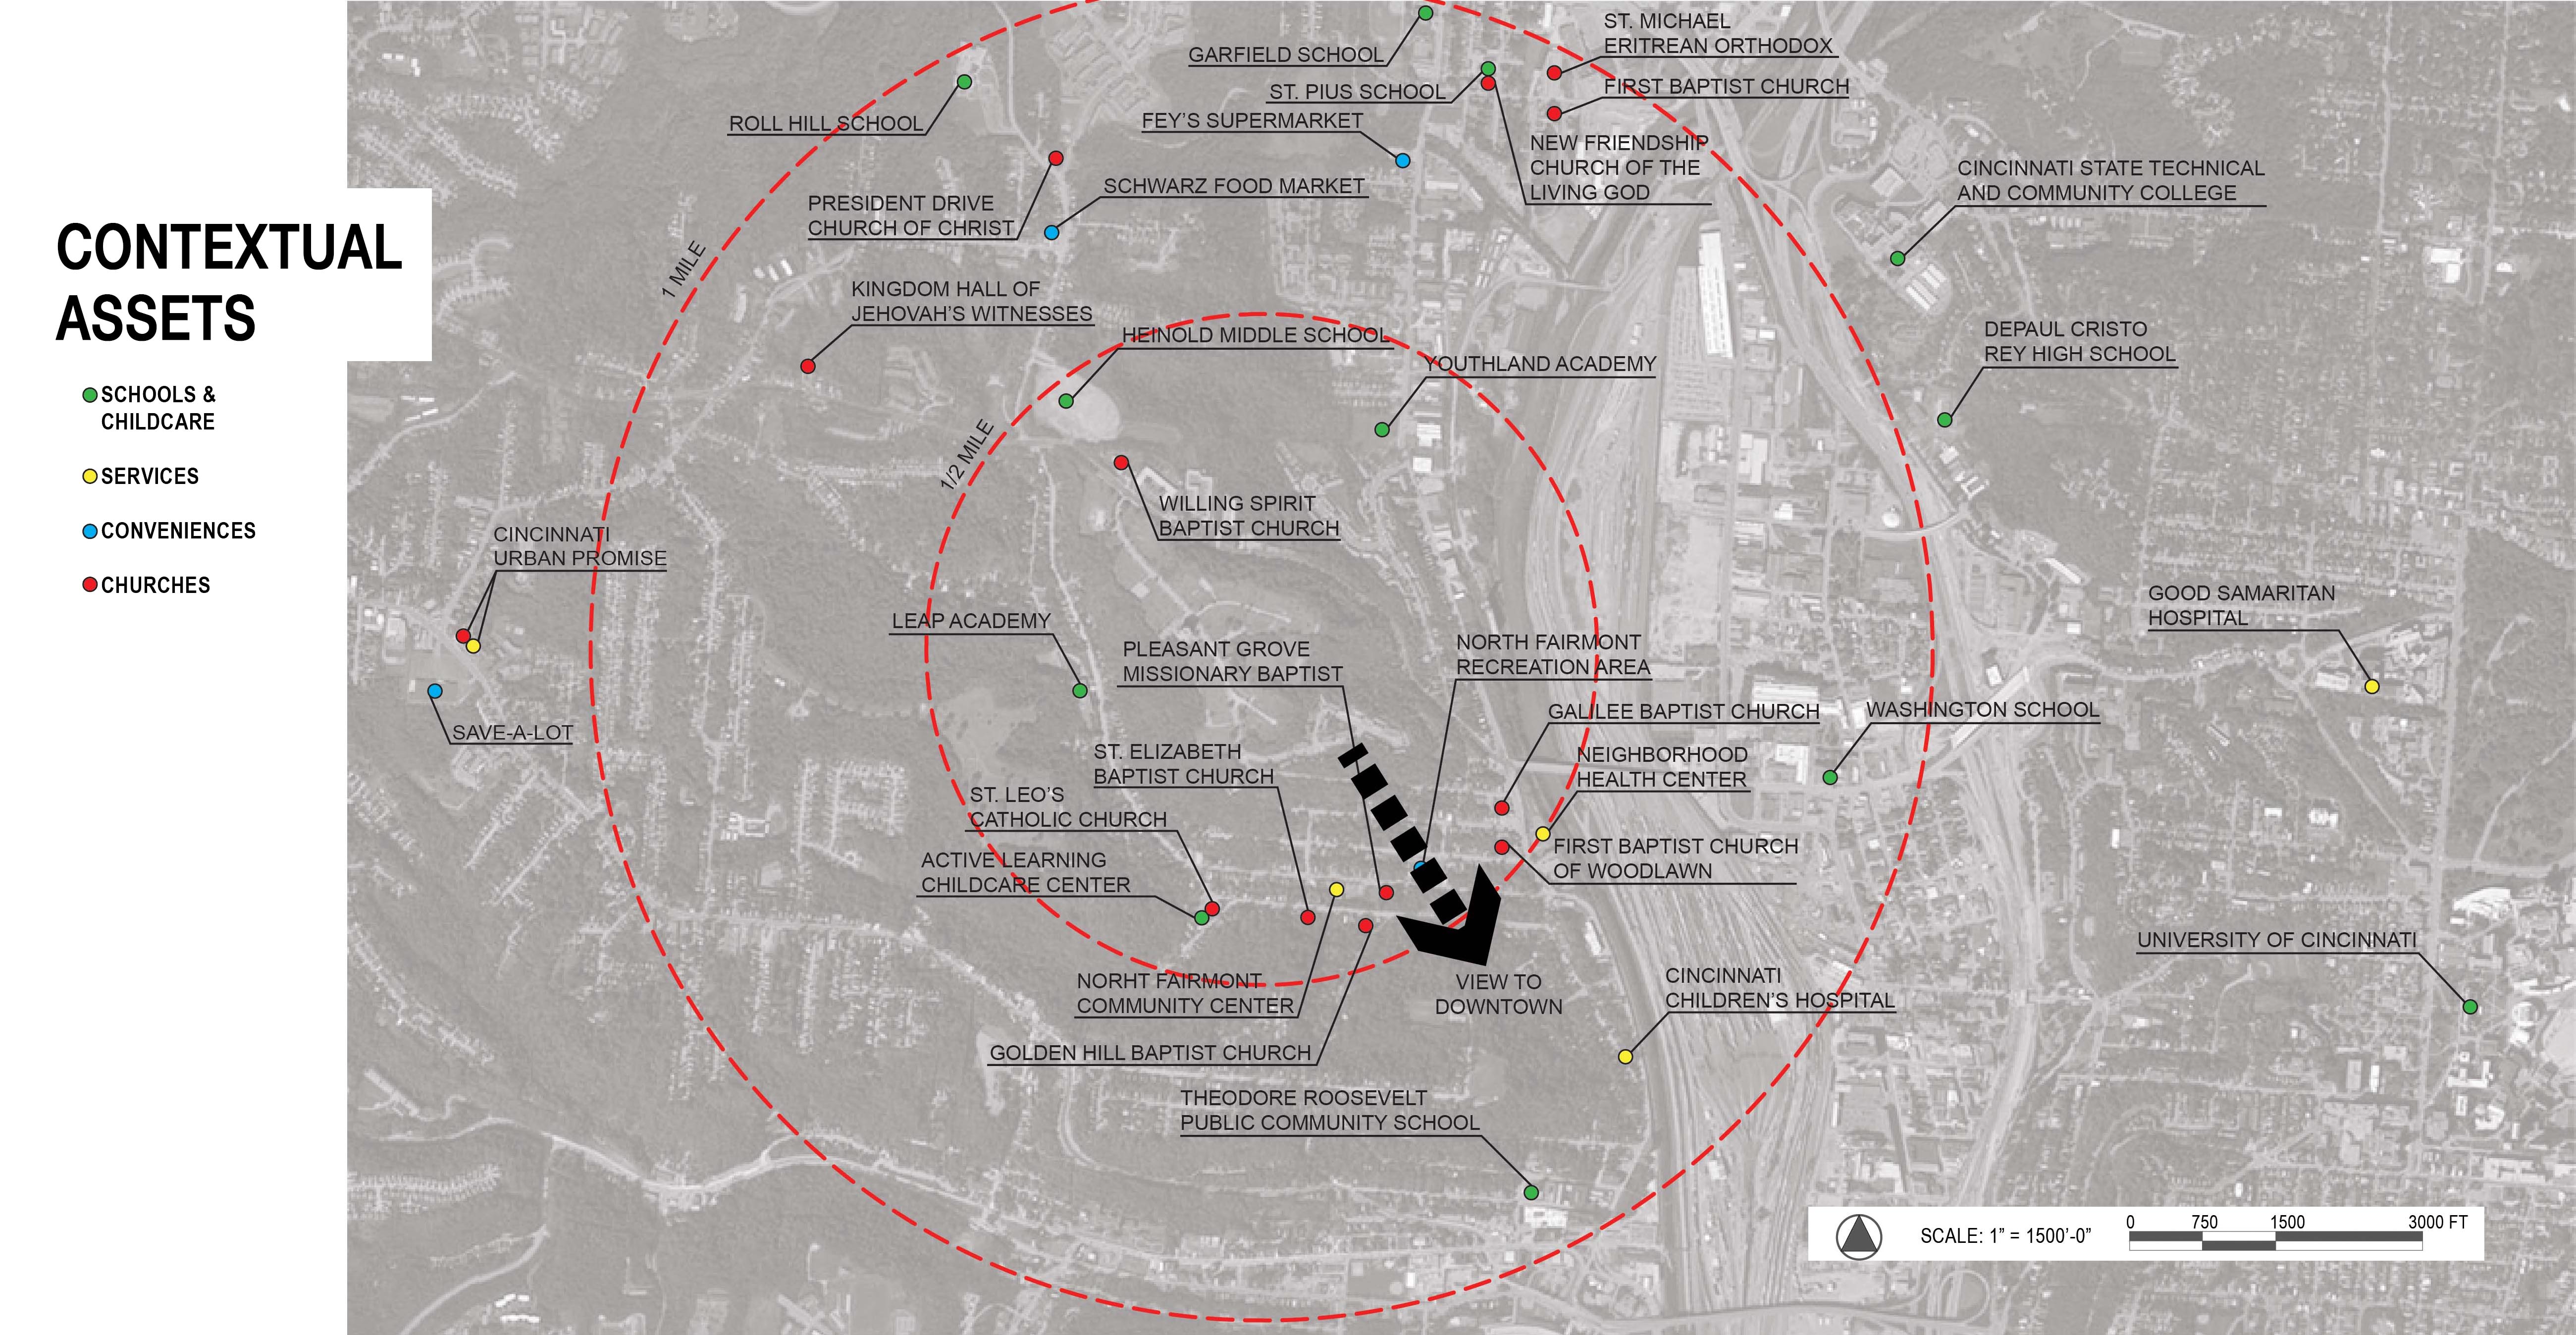 CONTEXTUAL
ASSETS
SCHOOLS &
CHILDCARE
SERVICES
CONVENIENCES
CHURCHES
ST. MICHAEL
ERITREAN ORTHODOX
GARFIELD SCHOOL
ST. PIUS SCHOOL
FIRST BAPTIST CHURCH
FEY'S SUPERMARKET
ROLL HILL SCHOOL
NEW FRIENDSHIP
CHURCH OF THE
LIVING GOD
CINCINNATI STATE TECHNICAL
AND COMMUNITY COLLEGE
SCHWARZ FOOD MARKET
PRESIDENT DRIVE
CHURCH OF CHRIST
1 MILE
KINGDOM HALL OF
JEHOVAH'S WITNESSES
HEINOLD MIDDLE SCHOOL
YOUTHLAND ACADEMY
DEPAUL CRISTO
REY HIGH SCHOOL
1/2 MILE
WILLING SPIRIT
BAPTIST CHURCH
CINCINNATI
URBAN PROMISE
GOOD SAMARITAN
HOSPITAL
LEAP ACADEMY
PLEASANT GROVE
MISSIONARY BAPTIST
NORTH FAIRMONT
RECREATION AREA
GALILEE BAPTIST CHURCH
WASHINGTON SCHOOL
SAVE-A-LOT
ST. ELIZABETH
BAPTIST CHURCH
NEIGHBORHOOD
HEALTH CENTER
ST. LEO'S
CATHOLIC CHURCH
FIRST BAPTIST CHURCH
OF WOODLAWN
ACTIVE LEARNING
CHILDCARE CENTER
UNIVERSITY OF CINCINNATI
NORHT FAIRMONT
COMMUNITY CENTER
VIEW TO
DOWNTOWN
CINCINNATI
CHILDREN'S HOSPITAL
GOLDEN HILL BAPTIST CHURCH
THEODORE ROOSEVELT
PUBLIC COMMUNITY SCHOOL
SCALE: 1” = 1500’-0”
0 750 1500 3000 FT